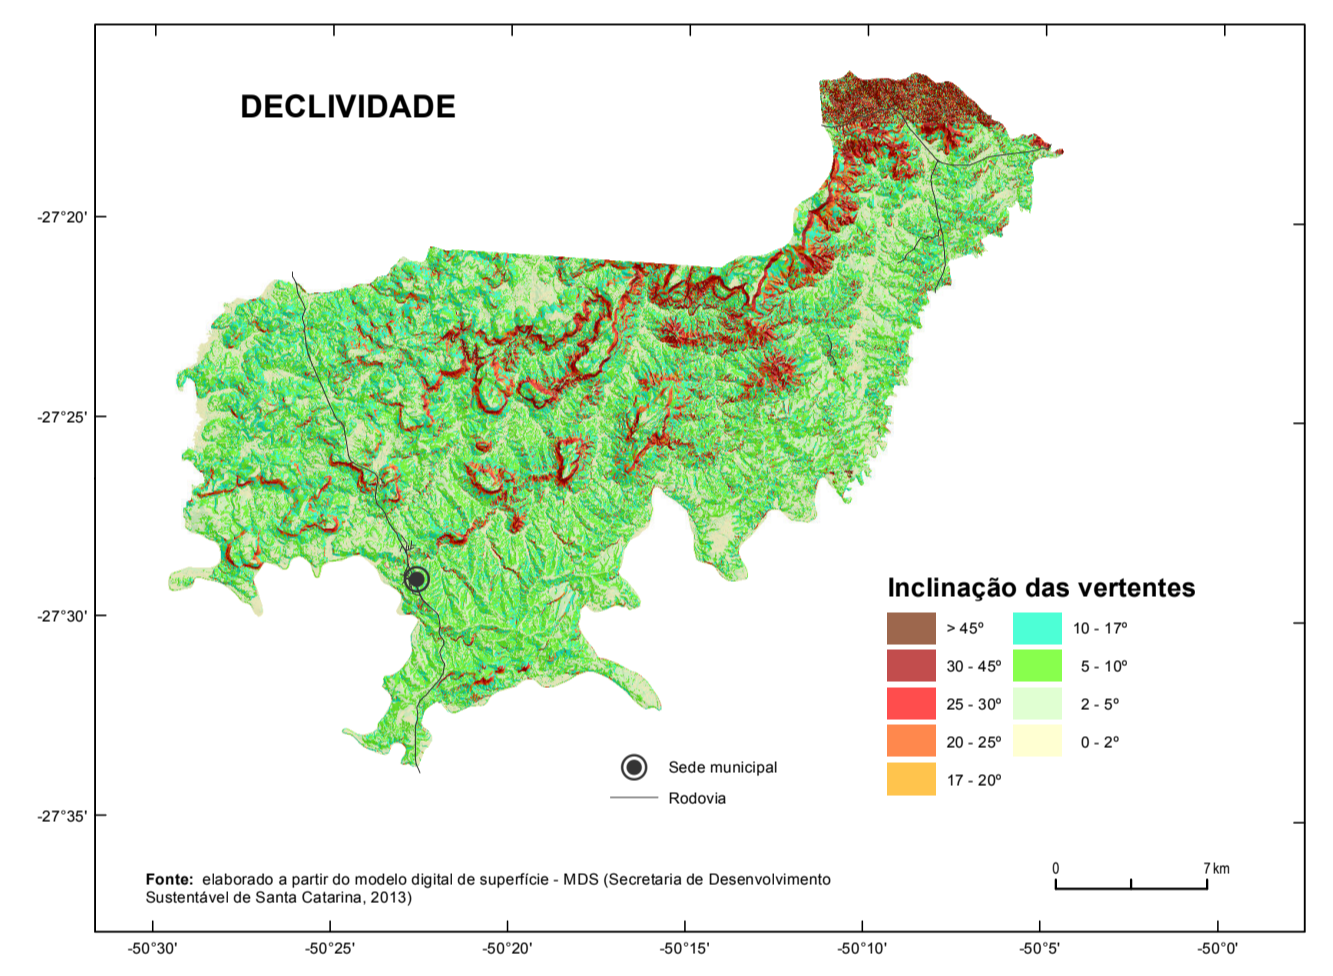 DECLIVIDADE
-27°20'
-27°25'
-27°30'
-27°35'
Inclinação das vertentes
> 45º
10 - 17º
30 - 45º
5 - 10º
25 - 30º
2 - 5º
20 - 25º
0 - 2º
17 - 20º
Sede municipal
Rodovia
0
7 km
Fonte: elaborado a partir do modelo digital de superfície - MDS (Secretaria de Desenvolvimento
Sustentável de Santa Catarina, 2013)
-50°30'
-50°25'
-50°20'
-50°15'
-50°10'
-50°5'
-50°0'